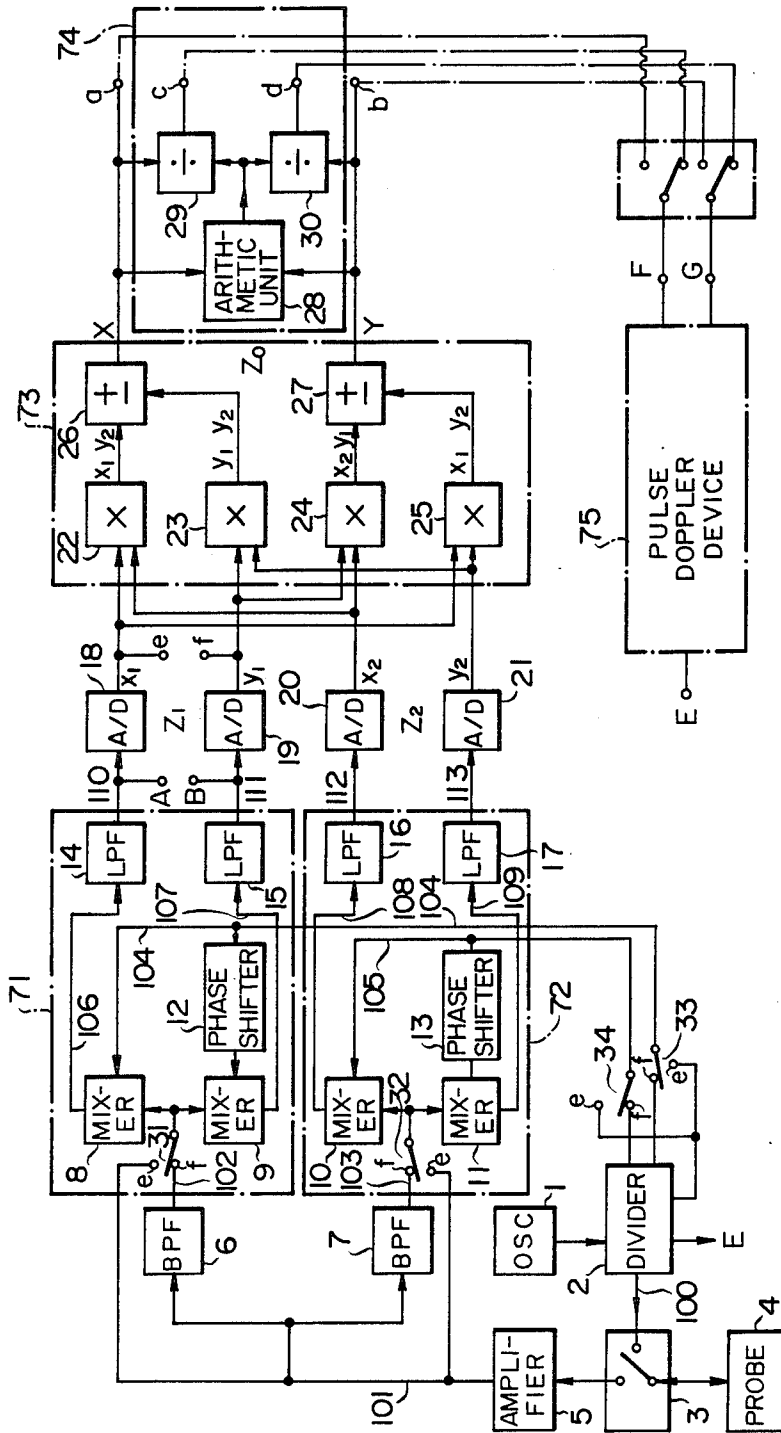 71
106
104
8
MIX-
ER
e
31
f
102
12
PHASE
SHIFTER
MIX-
ER
9
107
14
LPF
LPF
15
110
A
B
111
18
A/D
x1
Z1
e
f
A/D
19
y1
BPF
6
BPF
7
105
10
MIX-
ER
32
f
103
e
13
PHASE
SHIFTER
MIX-
ER
11
72
LPF
16
108
104
LPF
17
109
112
113
20
A/D
x2
Z2
A/D
21
y2
73
22
X
x1 y2
26
+
−
X
23
X
y1 y2
Z0
24
X
x2 y1
27
+
−
Y
25
X
x1 y2
74
ARITH-
METIC
UNIT
28
29
÷
30
÷
a
c
d
b
101
AMPLI-
FIER
5
OSC
1
DIVIDER
2
E
100
3
PROBE
4
34
e
f
33
f
e
75
E
PULSE
DOPPLER
DEVICE
F
G